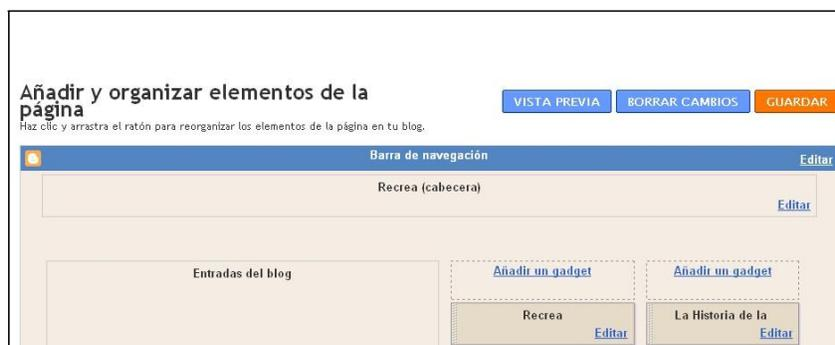 Añadir y organizar elementos de la
página
Haz clic y arrastra el ratón para reorganizar los elementos de la página en tu blog.
VISTA PREVIA
BORRAR CAMBIOS
GUARDAR
Barra de navegación
Editar
Recrea (cabecera)
Editar
Entradas del blog
Añadir un gadget
Añadir un gadget
Recrea
Editar
La Historia de la
Editar